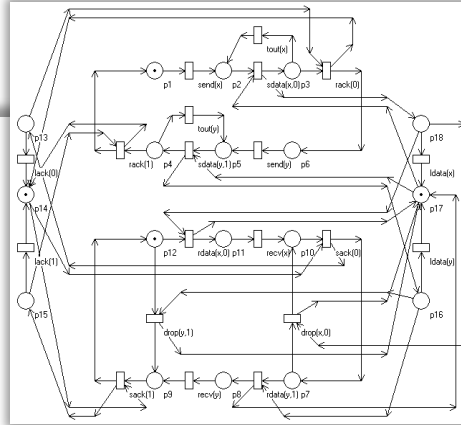 tout(x)
p1 send(x) p2 sdata(x,0) p3 rack(0)
tout(y)
p13 p18
rack(1) p4 sdata(y,1) p5 send(y) p6
lack(0) ldata(x)
p14 p17
p12 rdata(x,0) p11 recv(x) p10 sack(0)
lack(1) ldata(y)
p15 p16
drop(y,1) drop(x,0)
sack(1) p9 recv(y) p8 rdata(y,1) p7